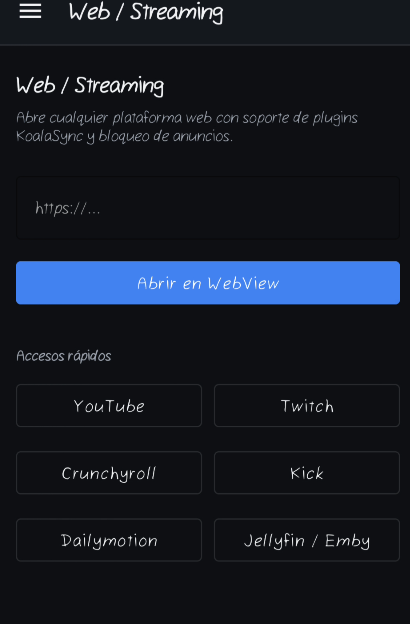 Web / Streaming
Web / Streaming
Abre cualquier plataforma web con soporte de plugins
KoalaSync y bloqueo de anuncios.
https://...
Abrir en WebView
Accesos rápidos
YouTube
Twitch
Crunchyroll
Kick
Dailymotion
Jellyfin / Emby